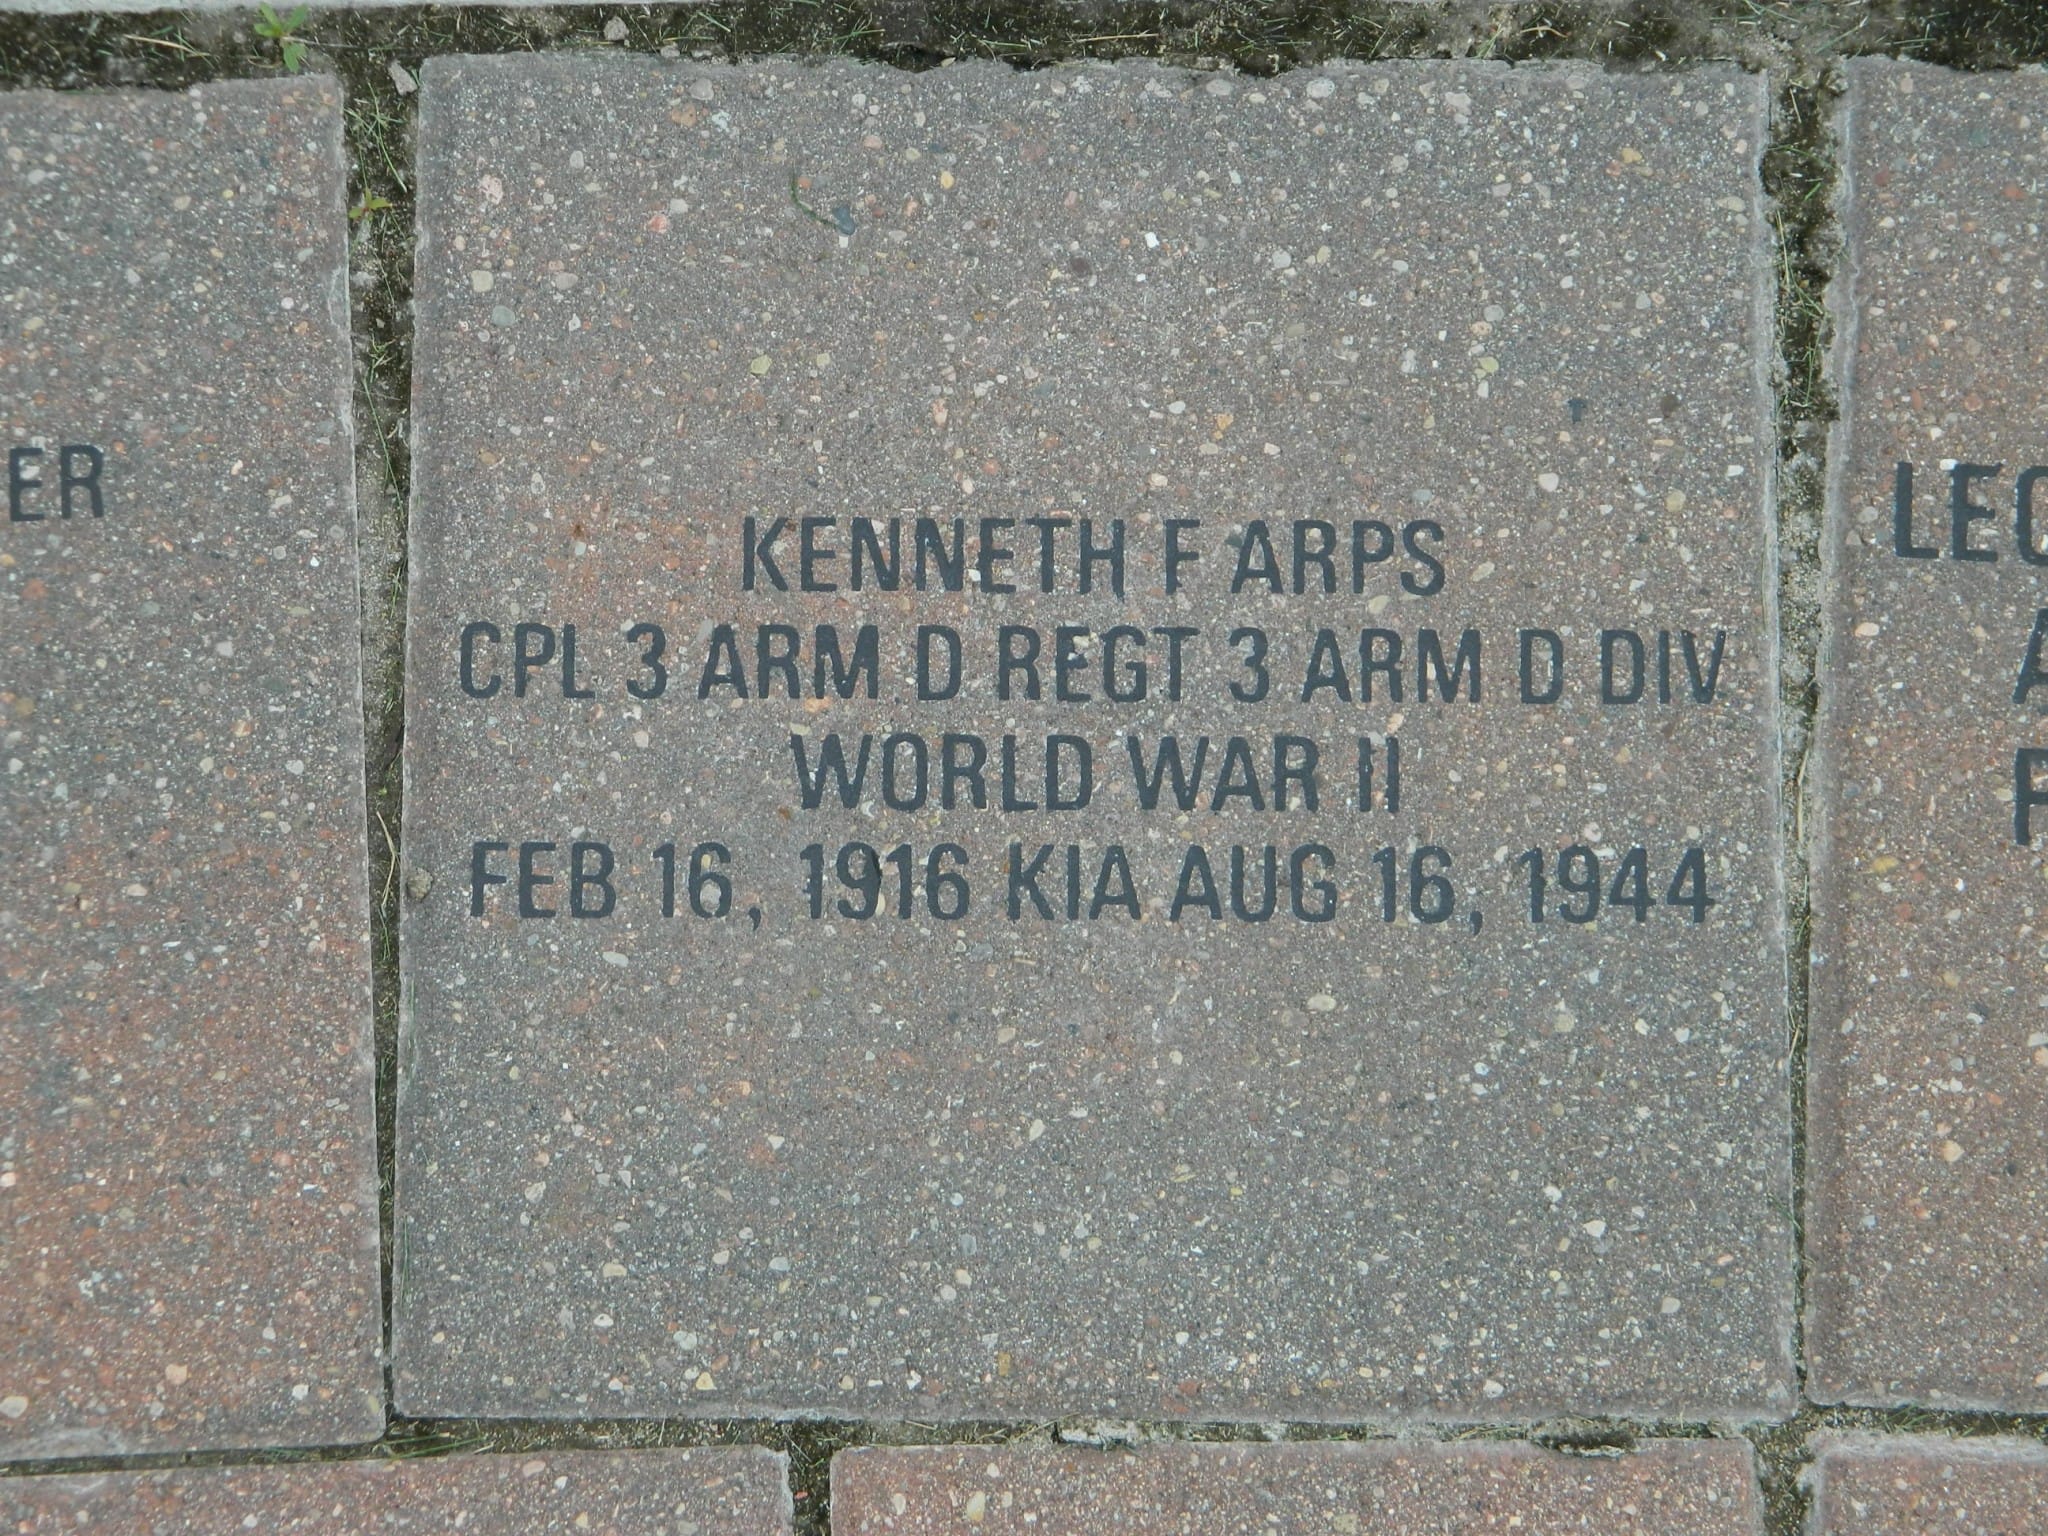 KENNETH F ARPS
CPL 3 ARM D REGT 3 ARM D DIV
WORLD WAR II
FEB 16, 1916 KIA AUG 16, 1944